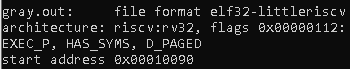 gray.out:     file format elf32-littleriscv
architecture: riscv:rv32, flags 0x00000112:
EXEC_P, HAS_SYMS, D_PAGED
start address 0x00010090